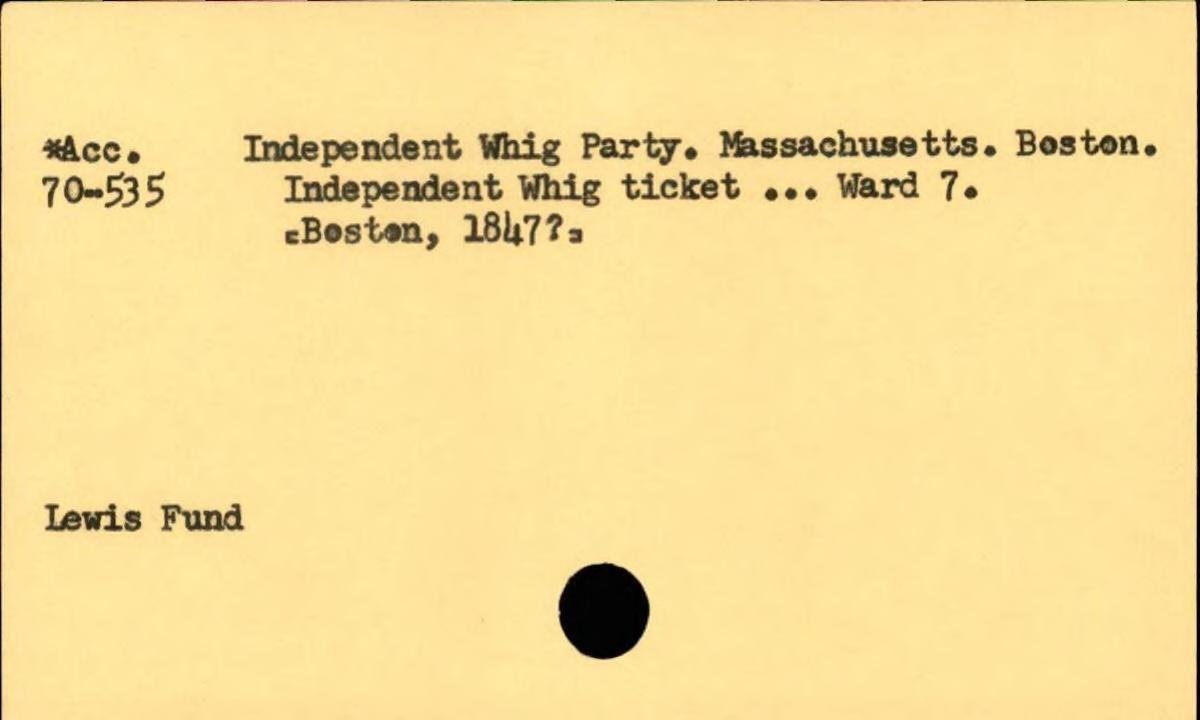 *Acc. Independent Whig Party. Massachusetts. Boston.
70-535 Independent Whig ticket ... Ward 7.
[Boston, 1847?]
Lewis Fund